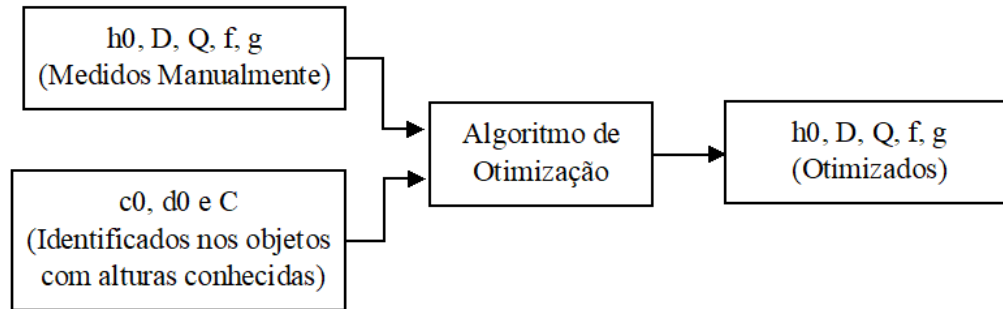 h0, D, Q, f, g
(Medidos Manualmente)
c0, d0 e C
(Identificados nos objetos
com alturas conhecidas)
Algoritmo de
Otimização
h0, D, Q, f, g
(Otimizados)